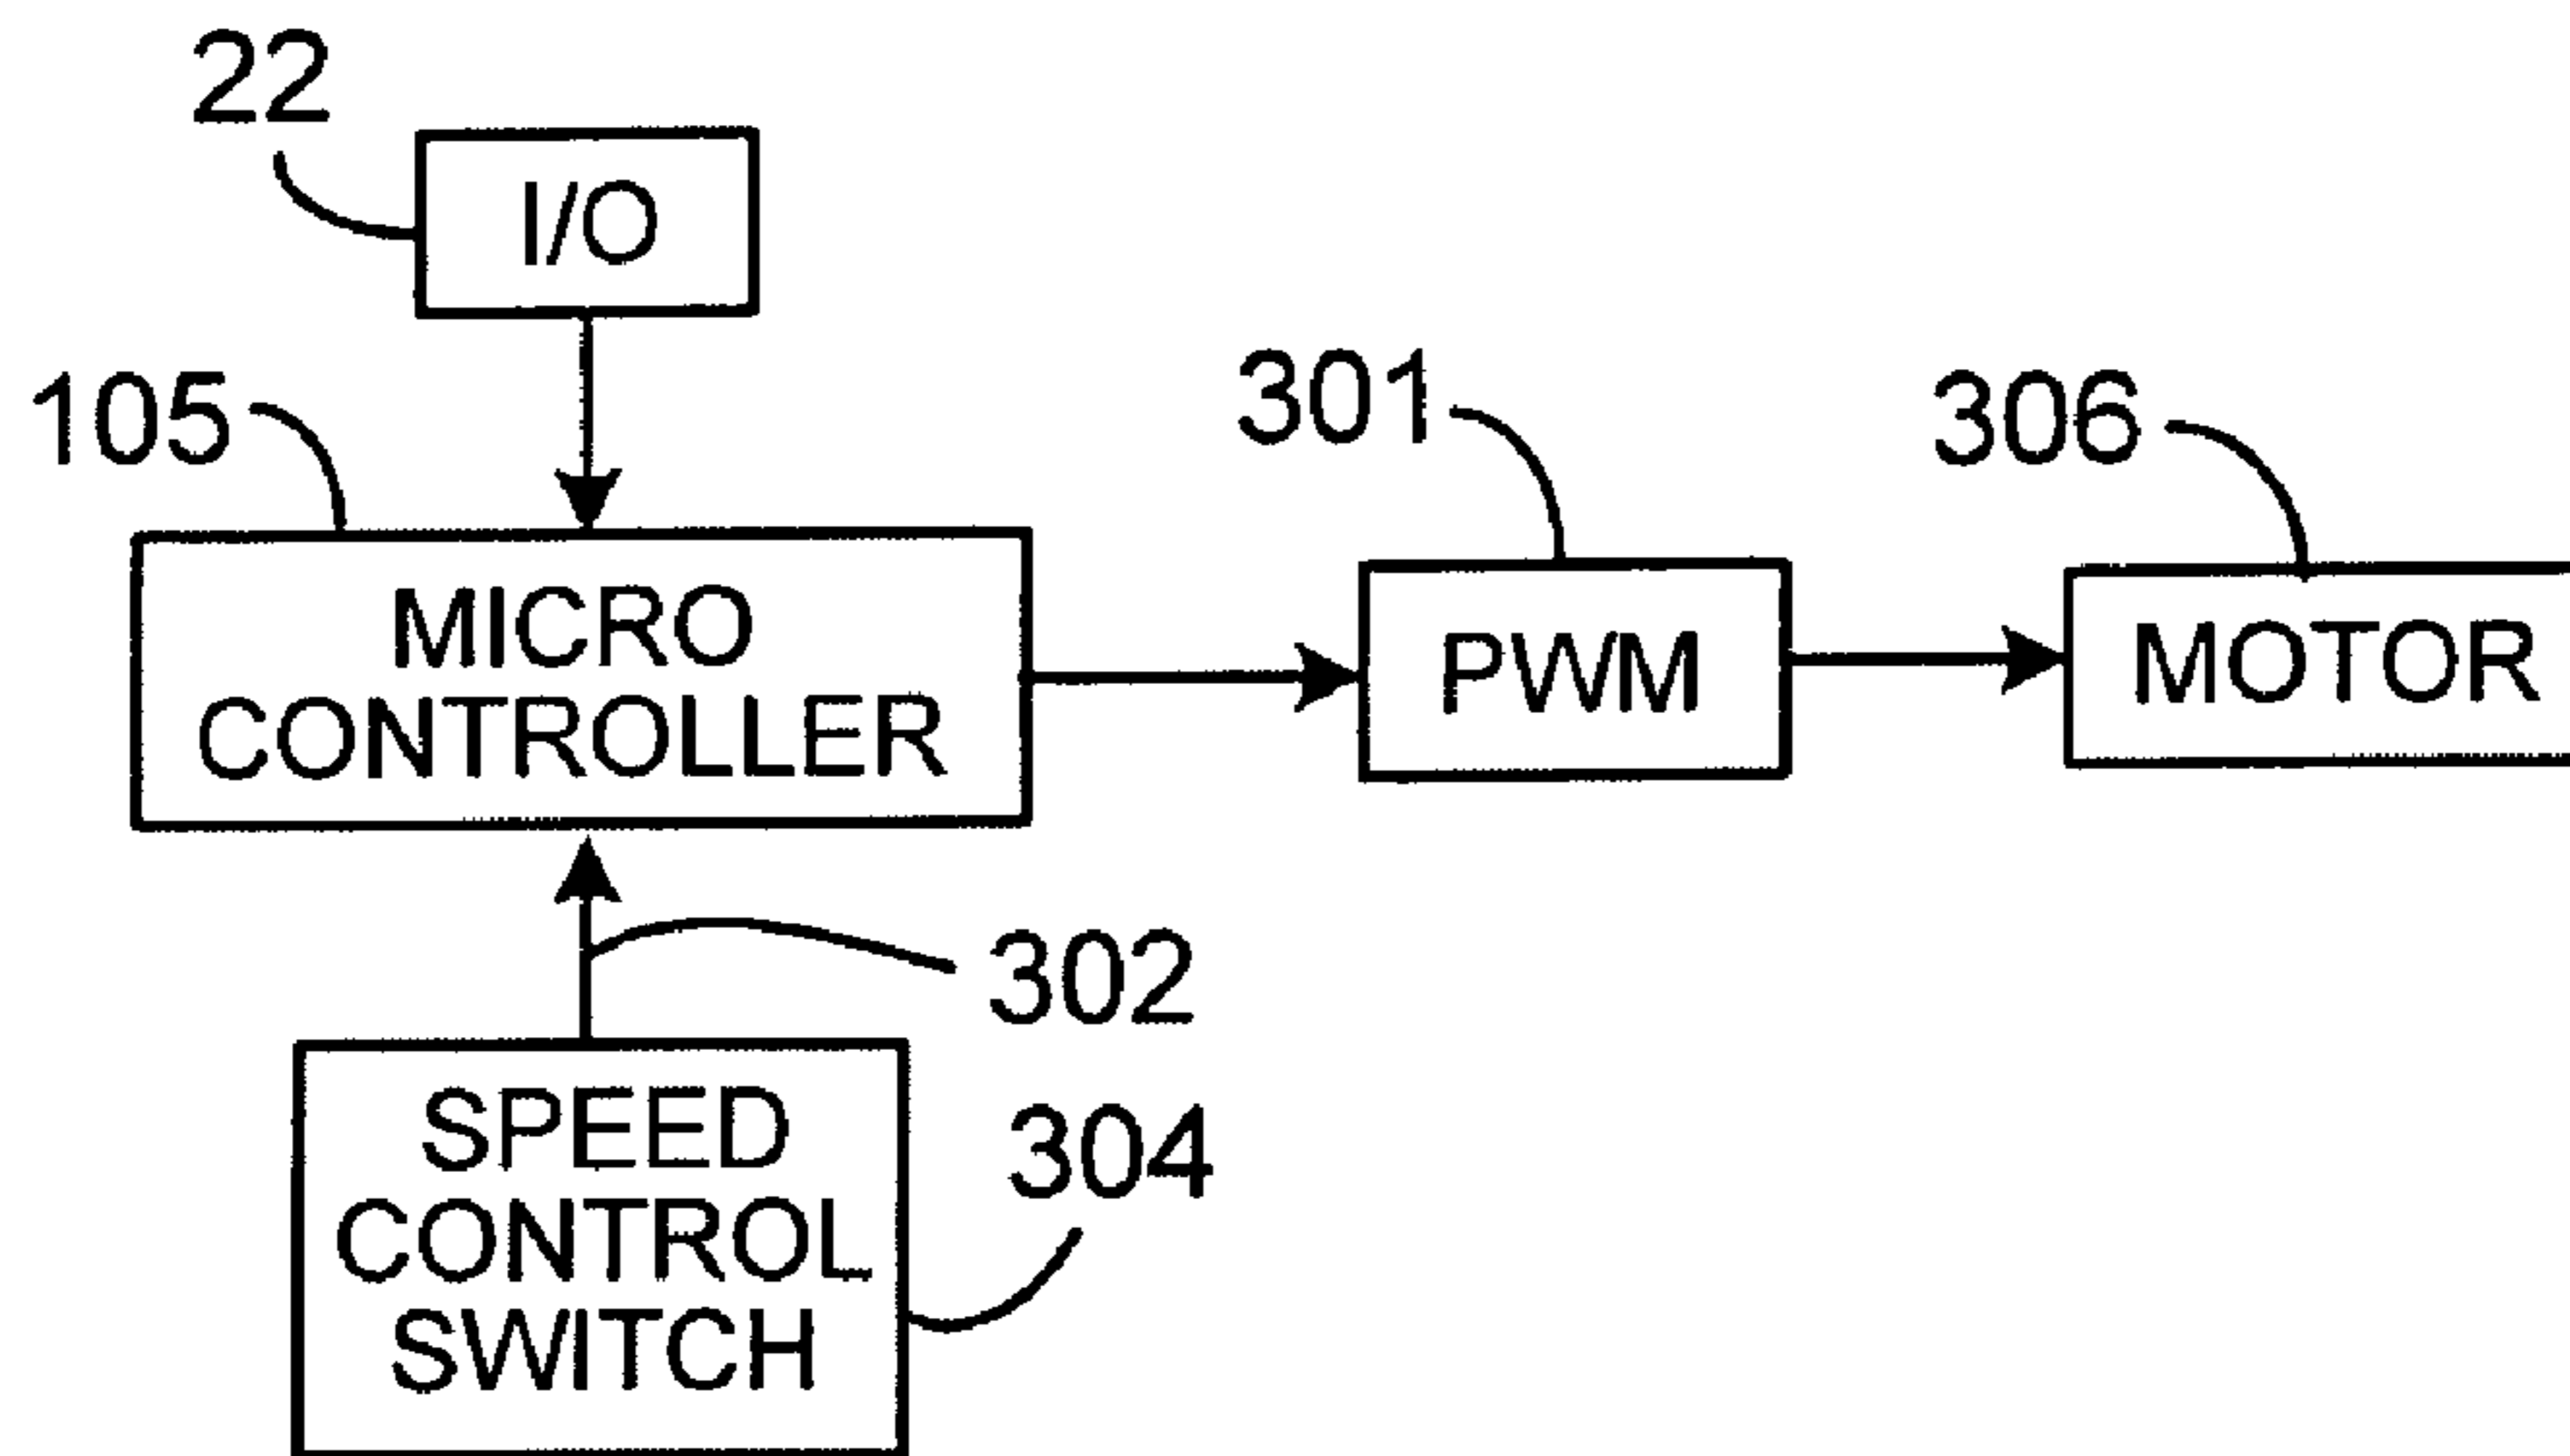 22
I/O
105
301
306
MICRO
CONTROLLER
PWM
MOTOR
302
SPEED
CONTROL
SWITCH
304